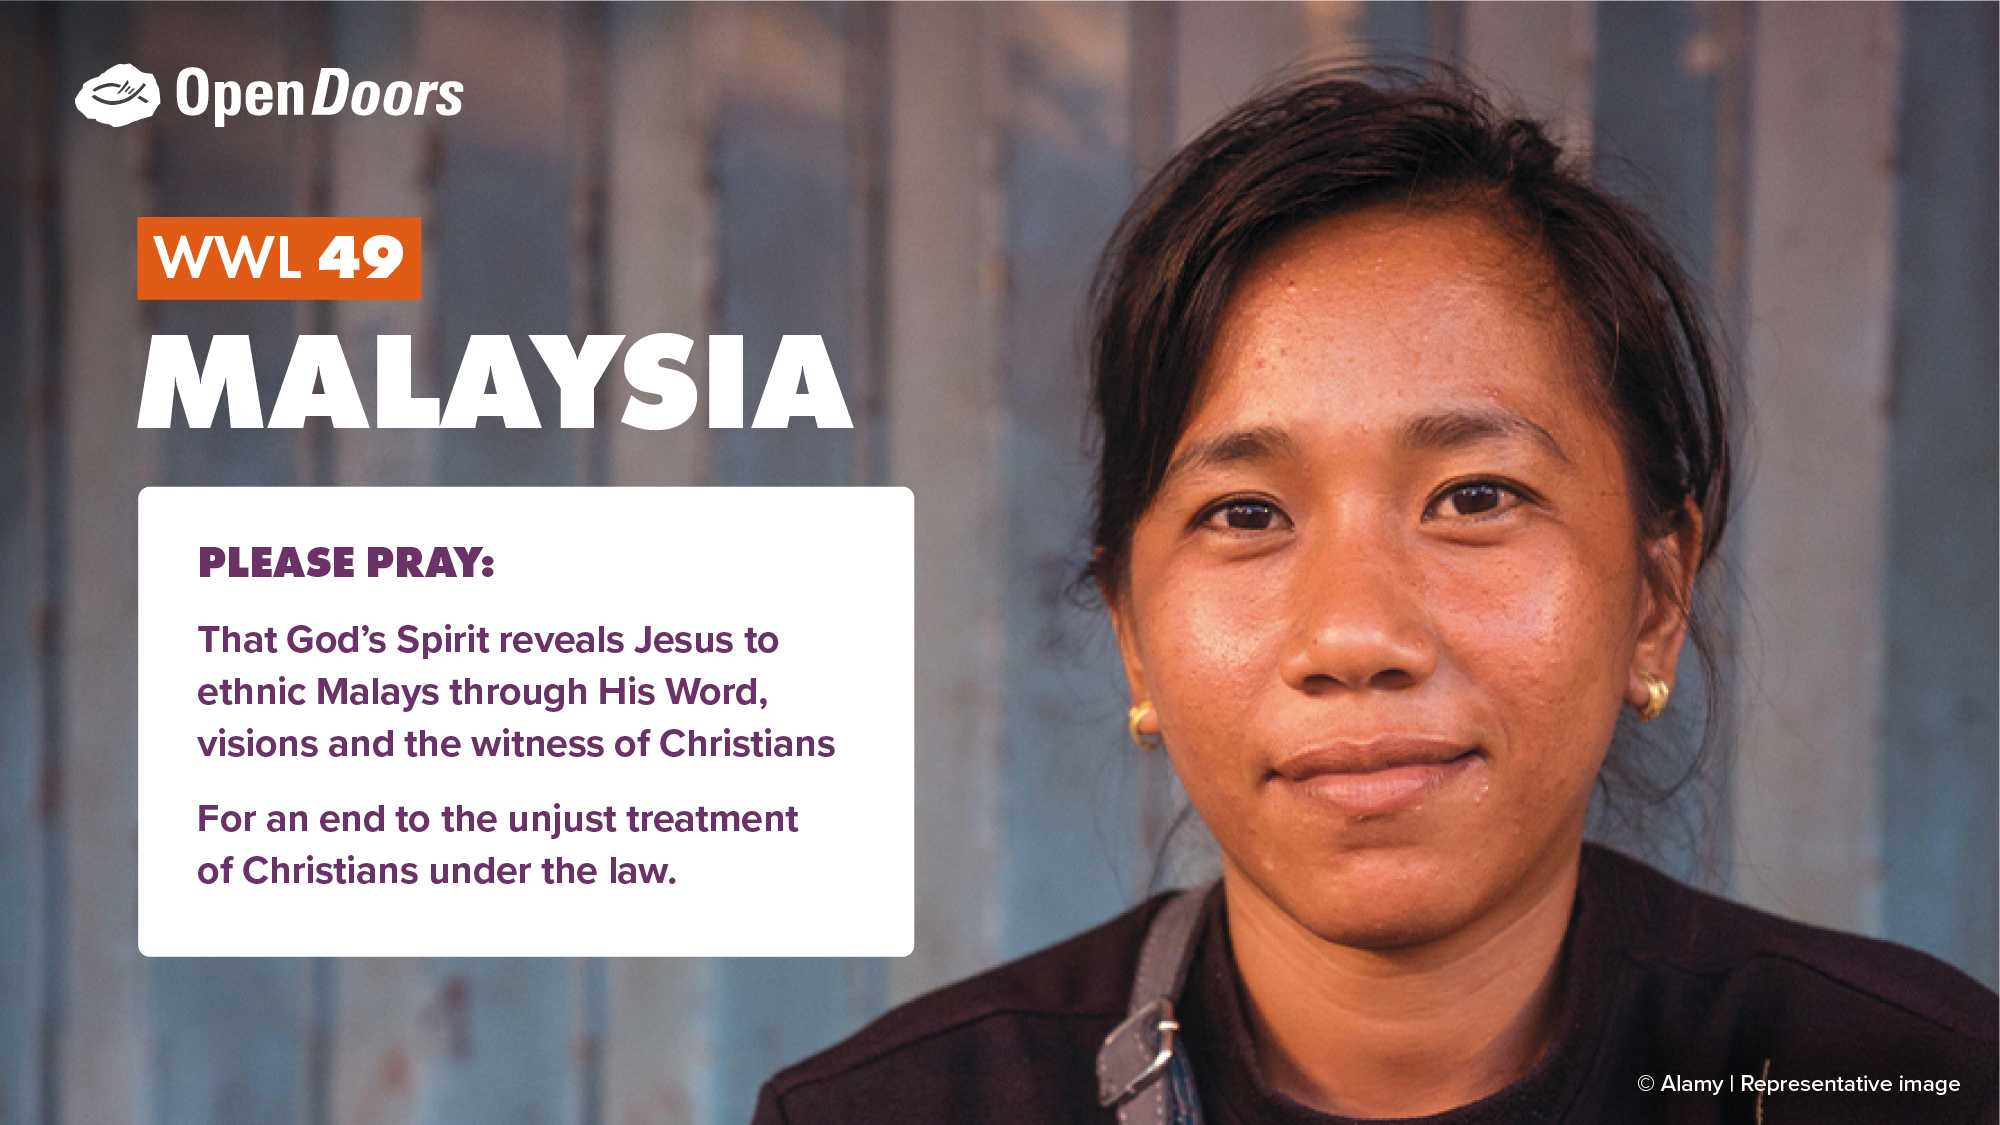 Open Doors
WWL 49
MALAYSIA
PLEASE PRAY:
That God’s Spirit reveals Jesus to
ethnic Malays through His Word,
visions and the witness of Christians
For an end to the unjust treatment
of Christians under the law.
© Alamy | Representative image